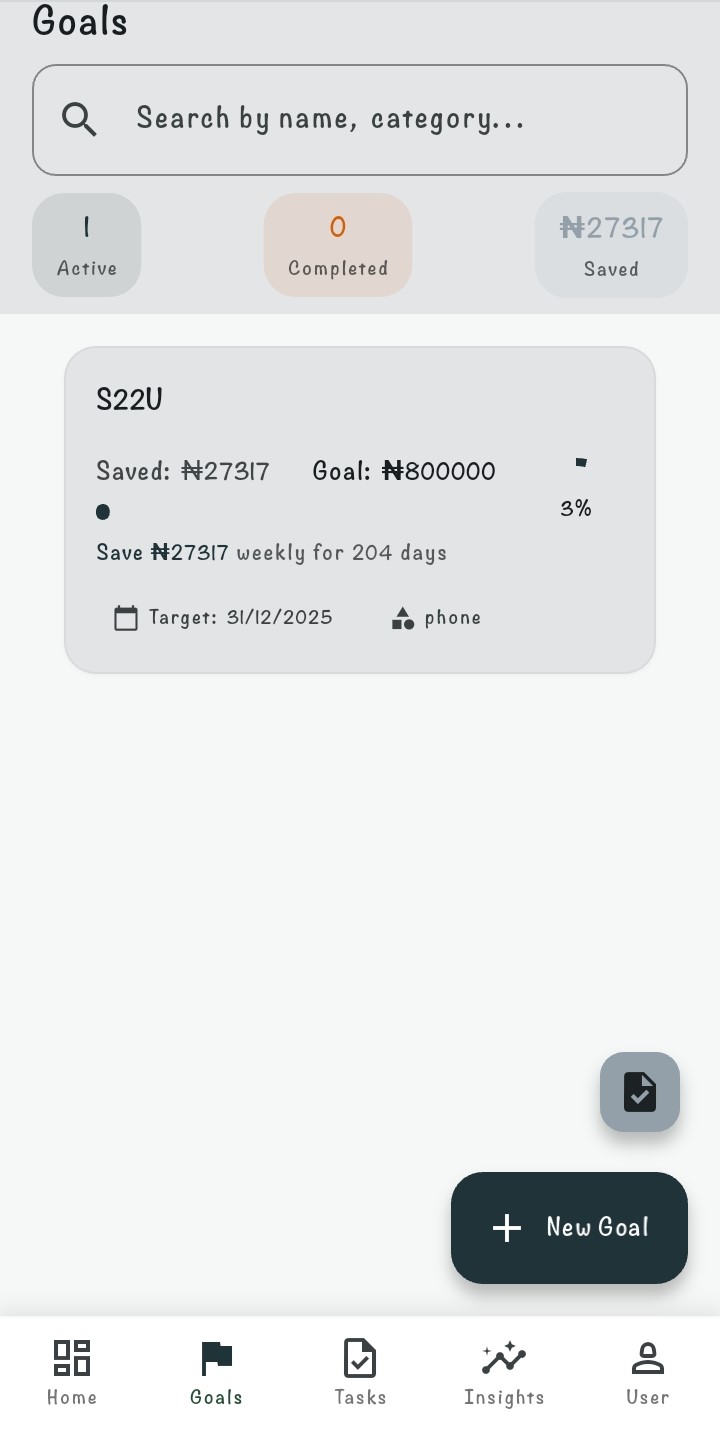 Goals
Search by name, category...
1
Active
0
Completed
₦27317
Saved
S22U
Saved: ₦27317 Goal: ₦800000
3%
Save ₦27317 weekly for 204 days
Target: 31/12/2025 phone
New Goal
Home Goals Tasks Insights User